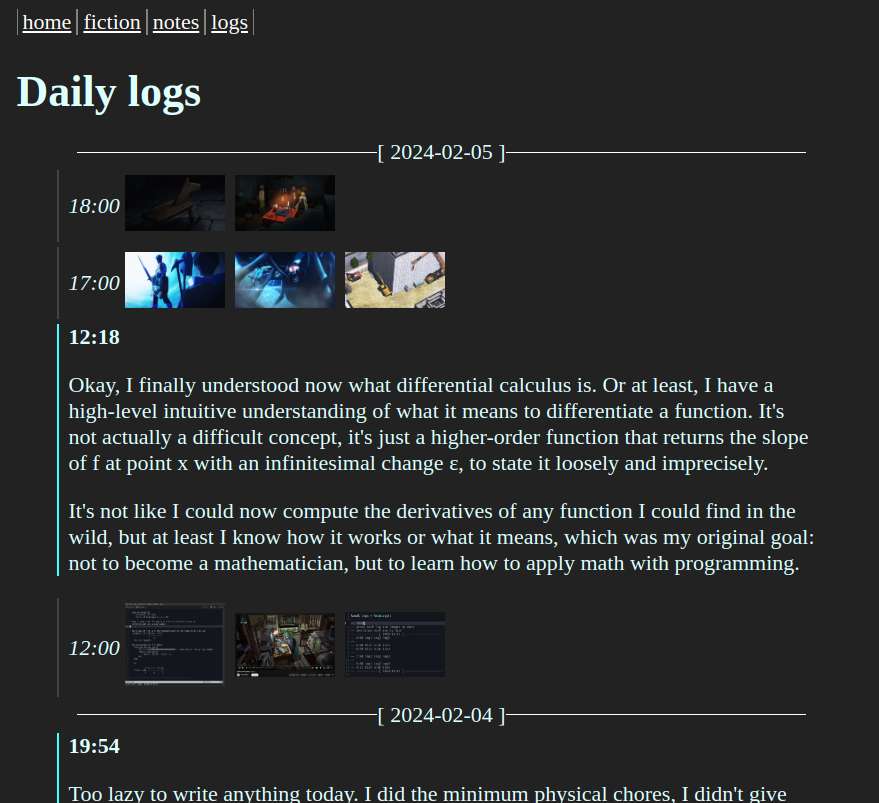 home fiction notes logs
Daily logs
[ 2024-02-05 ]
18:00
17:00
12:18
Okay, I finally understood now what differential calculus is. Or at least, I have a
high-level intuitive understanding of what it means to differentiate a function. It's
not actually a difficult concept, it's just a higher-order function that returns the slope
of f at point x with an infinitesimal change ε, to state it loosely and imprecisely.
It's not like I could now compute the derivatives of any function I could find in the
wild, but at least I know how it works or what it means, which was my original goal:
not to become a mathematician, but to learn how to apply math with programming.
12:00
[ 2024-02-04 ]
19:54
Too lazy to write anything today. I did the minimum physical chores, I didn't give